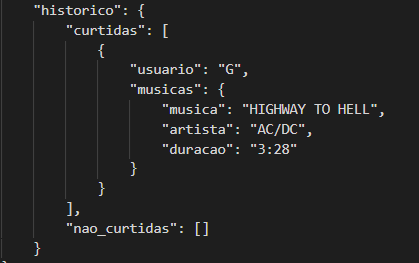 "historico": {
"curtidas": [
{
"usuario": "G",
"musicas": {
"musica": "HIGHWAY TO HELL",
"artista": "AC/DC",
"duracao": "3:28"
}
}
],
"nao_curtidas": []
}